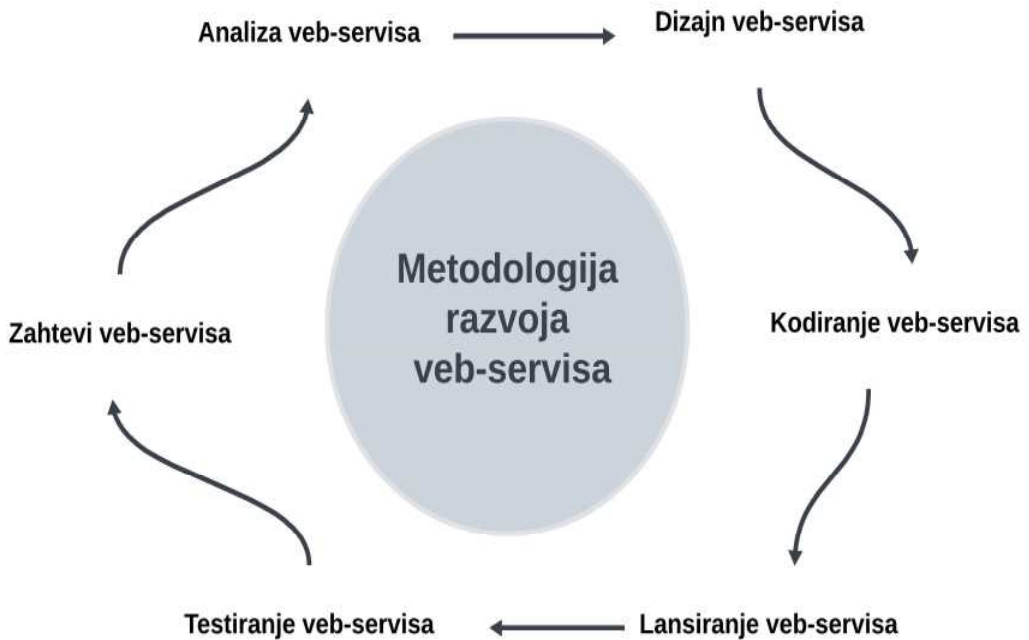 Analiza veb-servisa
Dizajn veb-servisa
Metodologija
razvoja
veb-servisa
Zahtevi veb-servisa
Kodiranje veb-servisa
Testiranje veb-servisa
Lansiranje veb-servisa